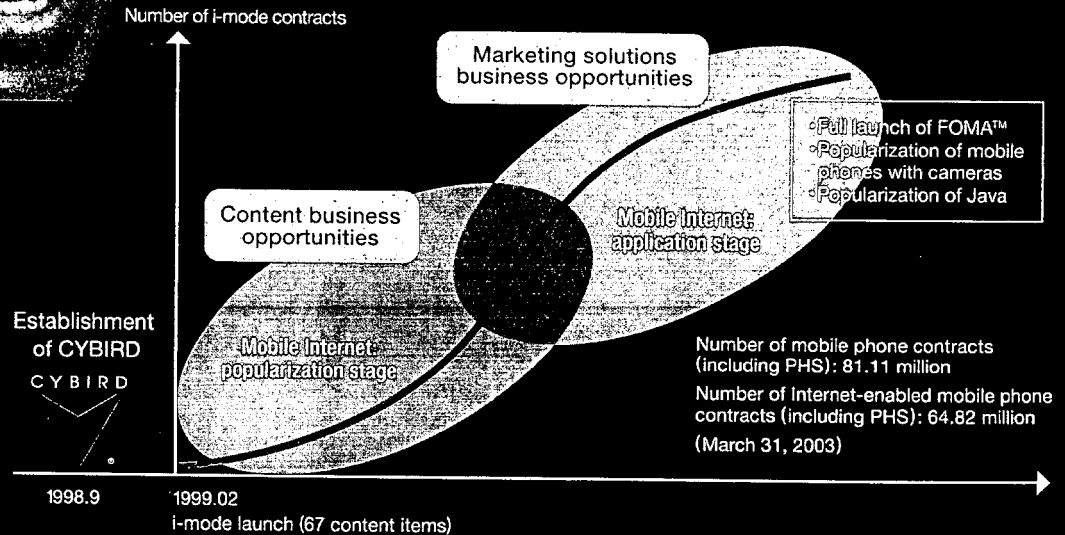 Number of i-mode contracts
Marketing solutions
business opportunities
•Full launch of FOMA™
•Popularization of mobile
phones with cameras
•Popularization of Java
Content business
opportunities
Mobile Internet:
application stage
Establishment
of CYBIRD
CYBIRD
®
Mobile Internet:
popularization stage
Number of mobile phone contracts
(including PHS): 81.11 million
Number of Internet-enabled mobile phone
contracts (including PHS): 64.82 million
(March 31, 2003)
1998.9
1999.02
i-mode launch (67 content items)